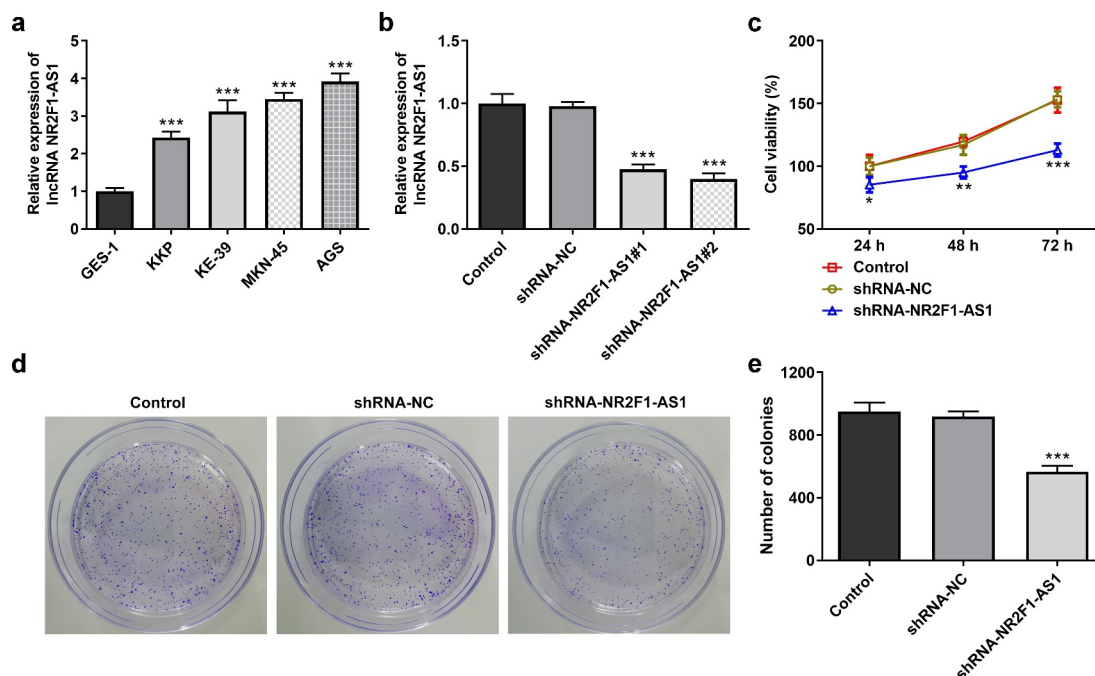 a
Relative expression of
lncRNA NR2F1-AS1
5
4
3
2
1
0
***
***
***
***
GES-1
KKP
KE-39
MKN-45
AGS
b
Relative expression of
lncRNA NR2F1-AS1
1.5
1.0
0.5
0.0
***
***
Control
shRNA-NC
shRNA-NR2F1-AS1#1
shRNA-NR2F1-AS1#2
c
Cell viability (%)
200
150
100
50
*
**
***
24 h
48 h
72 h
Control
shRNA-NC
shRNA-NR2F1-AS1
d
Control
shRNA-NC
shRNA-NR2F1-AS1
e
Number of colonies
1200
800
400
0
***
Control
shRNA-NC
shRNA-NR2F1-AS1